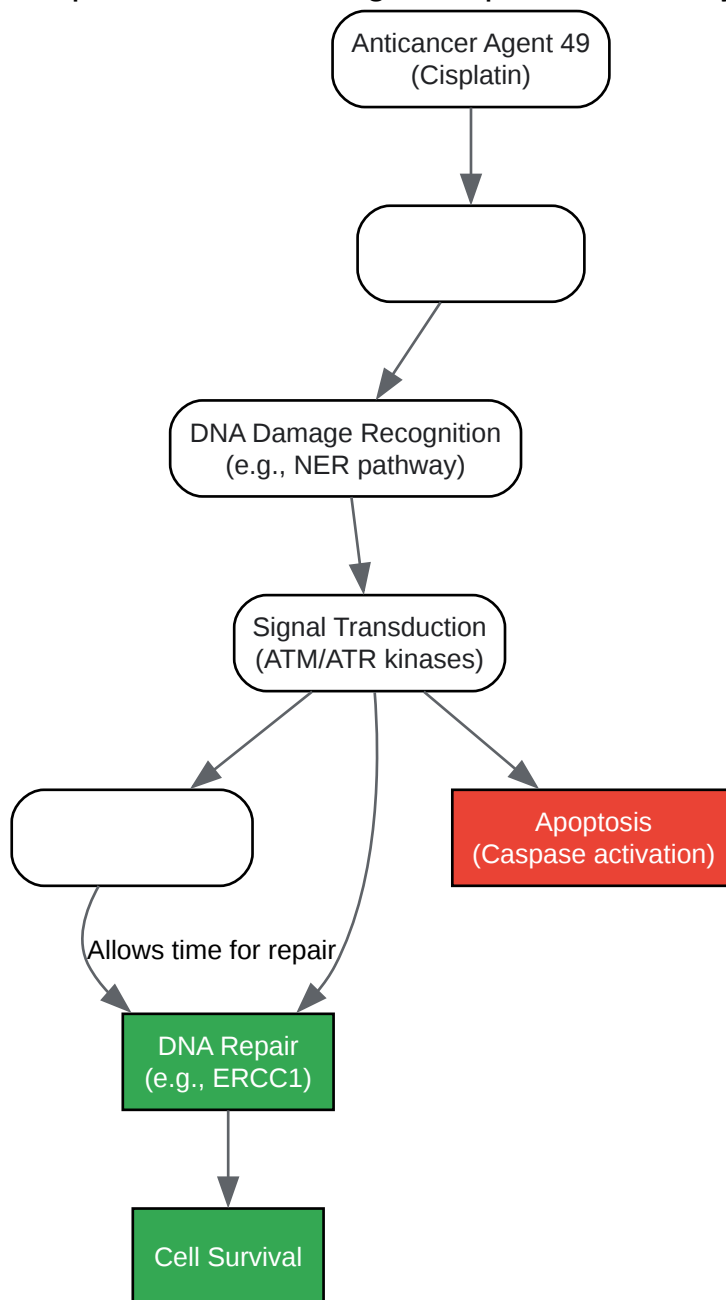 Anticancer Agent 49
(Cisplatin)
DNA Damage Recognition
(e.g., NER pathway)
Signal Transduction
(ATM/ATR kinases)
Apoptosis
(Caspase activation)
Allows time for repair
DNA Repair
(e.g., ERCC1)
Cell Survival